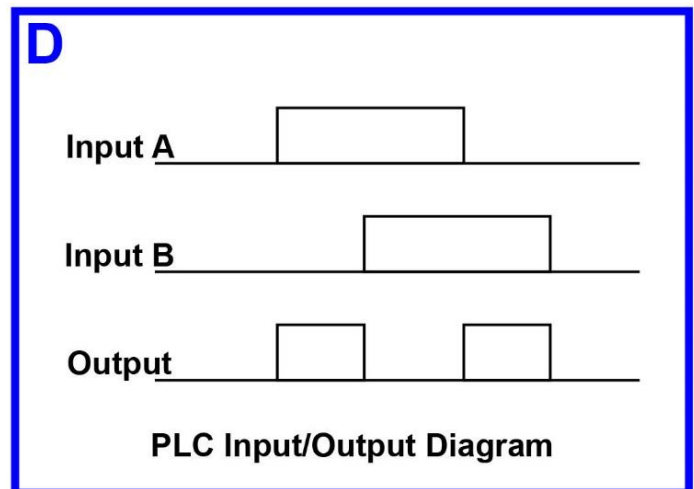 D
Input A
Input B
Output
PLC Input/Output Diagram